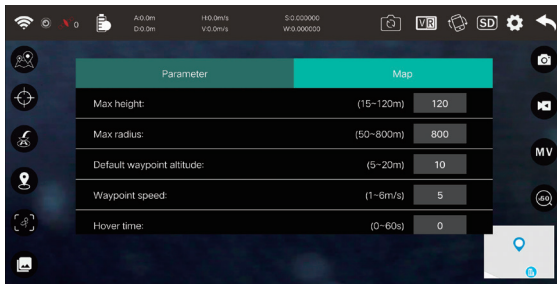 0
A:0.0m H:0.0m/s S:0.000000
D:0.0m V:0.0m/s W:0.000000
VR SD
Parameter Map
Max height: (15~120m) 120
Max radius: (50~800m) 800
Default waypoint altitude: (5~20m) 10
MV
Waypoint speed: (1~6m/s) 5
x50
Hover time: (0~60s) 0